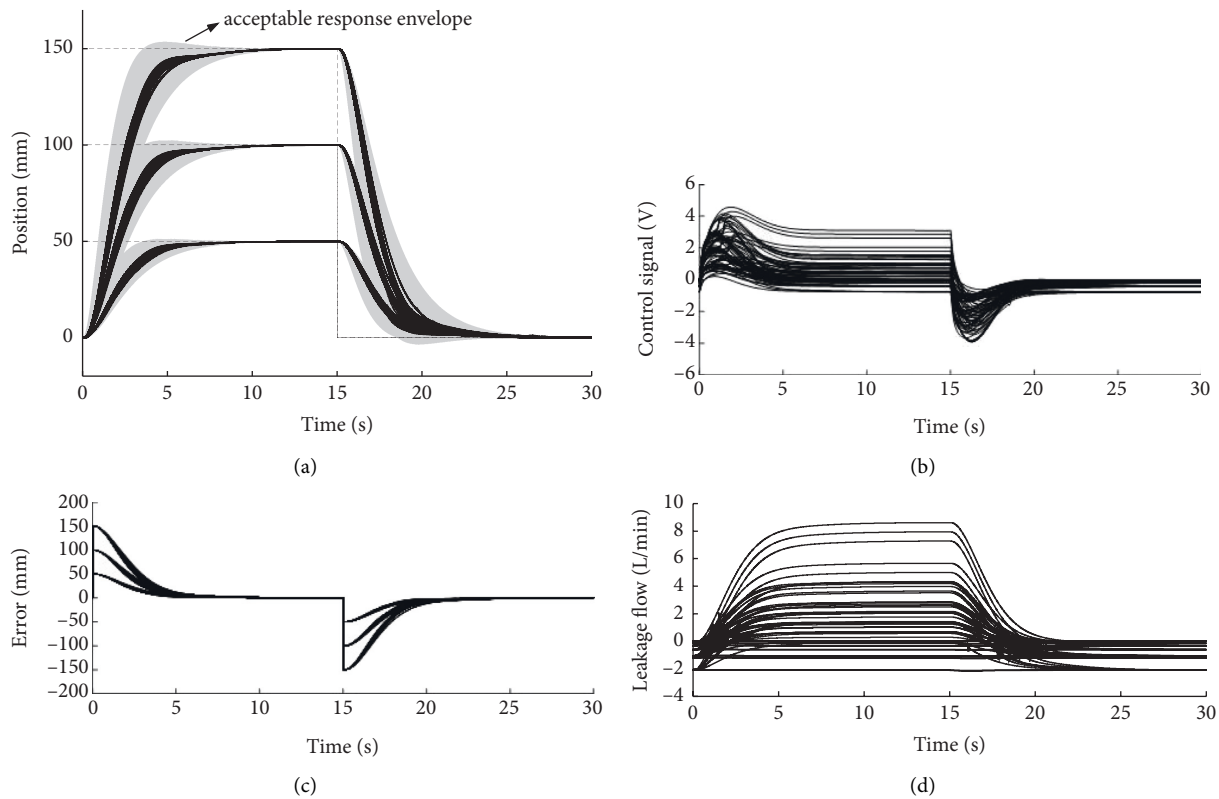 acceptable response envelope
150
100
50
0
Position (mm)
0 5 10 15 20 25 30
Time (s)
(a)
6
4
2
0
−2
−4
−6
Control signal (V)
0 5 10 15 20 25 30
Time (s)
(b)
200
150
100
50
0
−50
−100
−150
−200
Error (mm)
0 5 10 15 20 25 30
Time (s)
(c)
10
8
6
4
2
0
−2
−4
Leakage flow (L/min)
0 5 10 15 20 25 30
Time (s)
(d)